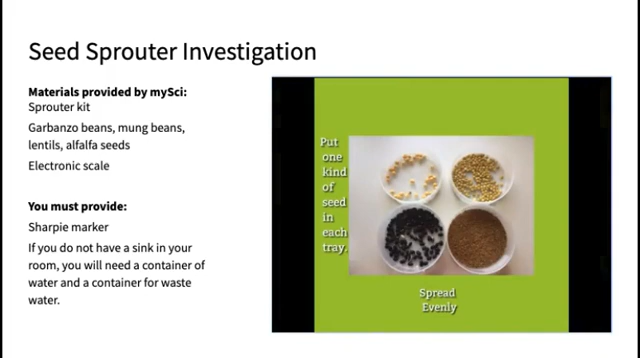 Seed Sprouter Investigation
Materials provided by mySci:
Sprouter kit
Garbanzo beans, mung beans,
lentils, alfalfa seeds
Electronic scale
You must provide:
Sharpie marker
If you do not have a sink in your
room, you will need a container of
water and a container for waste
water.
Put
one
kind
of
seed
in
each
tray.
Spread
Evenly